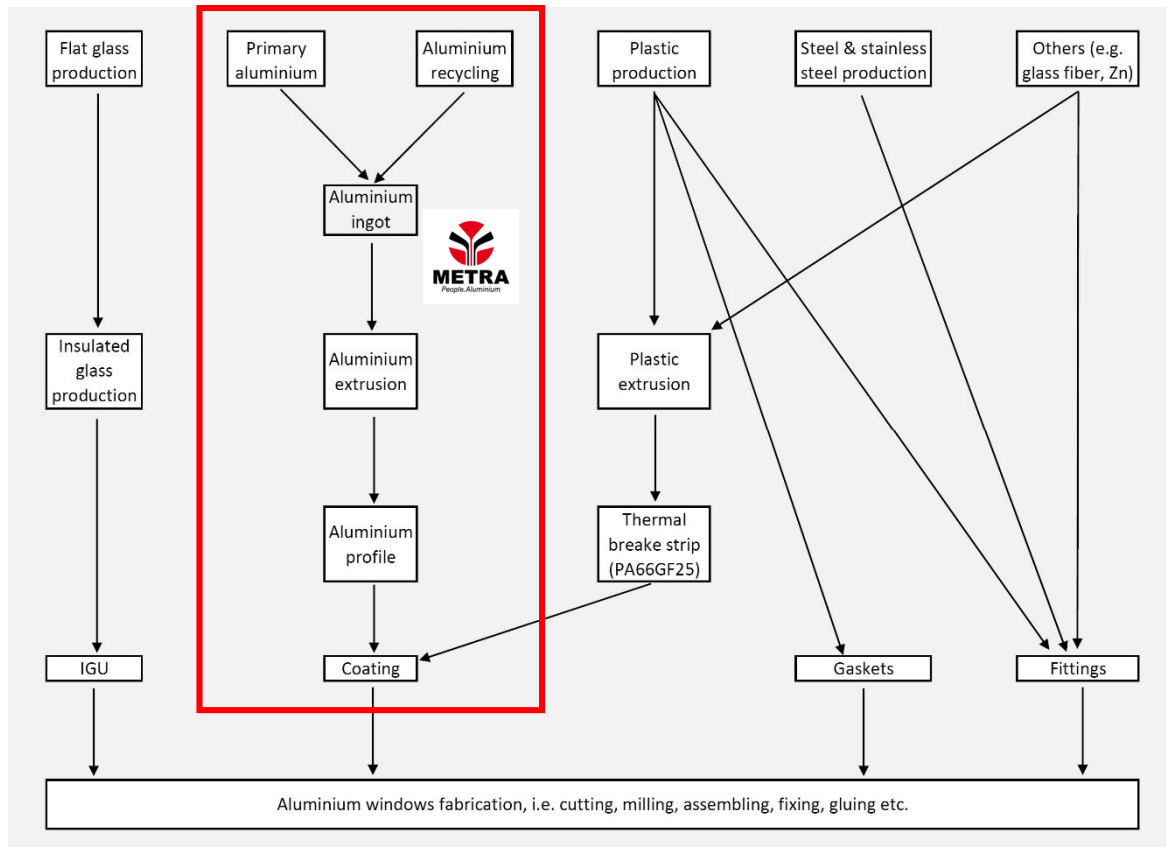 Flat glass
production
Primary
aluminium
Aluminium
recycling
Plastic
production
Steel & stainless
steel production
Others (e.g.
glass fiber, Zn)
Aluminium
ingot
METRA
People.Aluminium
Insulated
glass
production
Aluminium
extrusion
Plastic
extrusion
Aluminium
profile
Thermal
breake strip
(PA66GF25)
IGU
Coating
Gaskets
Fittings
Aluminium windows fabrication, i.e. cutting, milling, assembling, fixing, gluing etc.